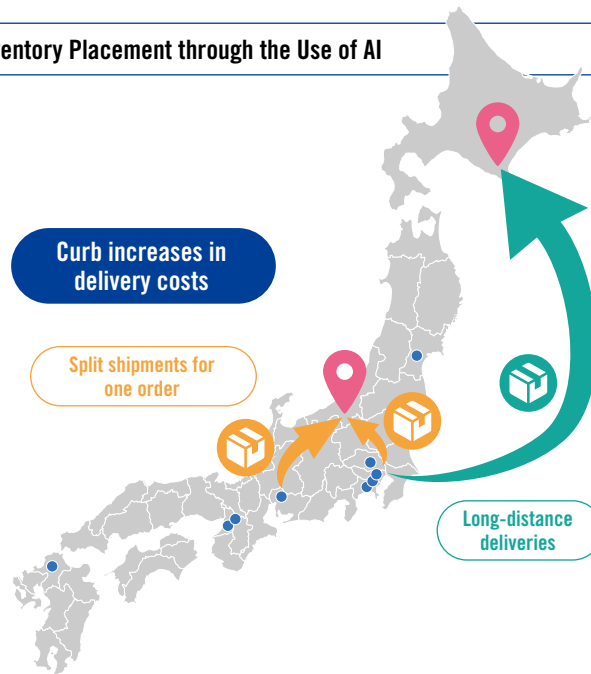 Placement through the Use of AI
Curb increases in
delivery costs
Split shipments for
one order
Long-distance
deliveries